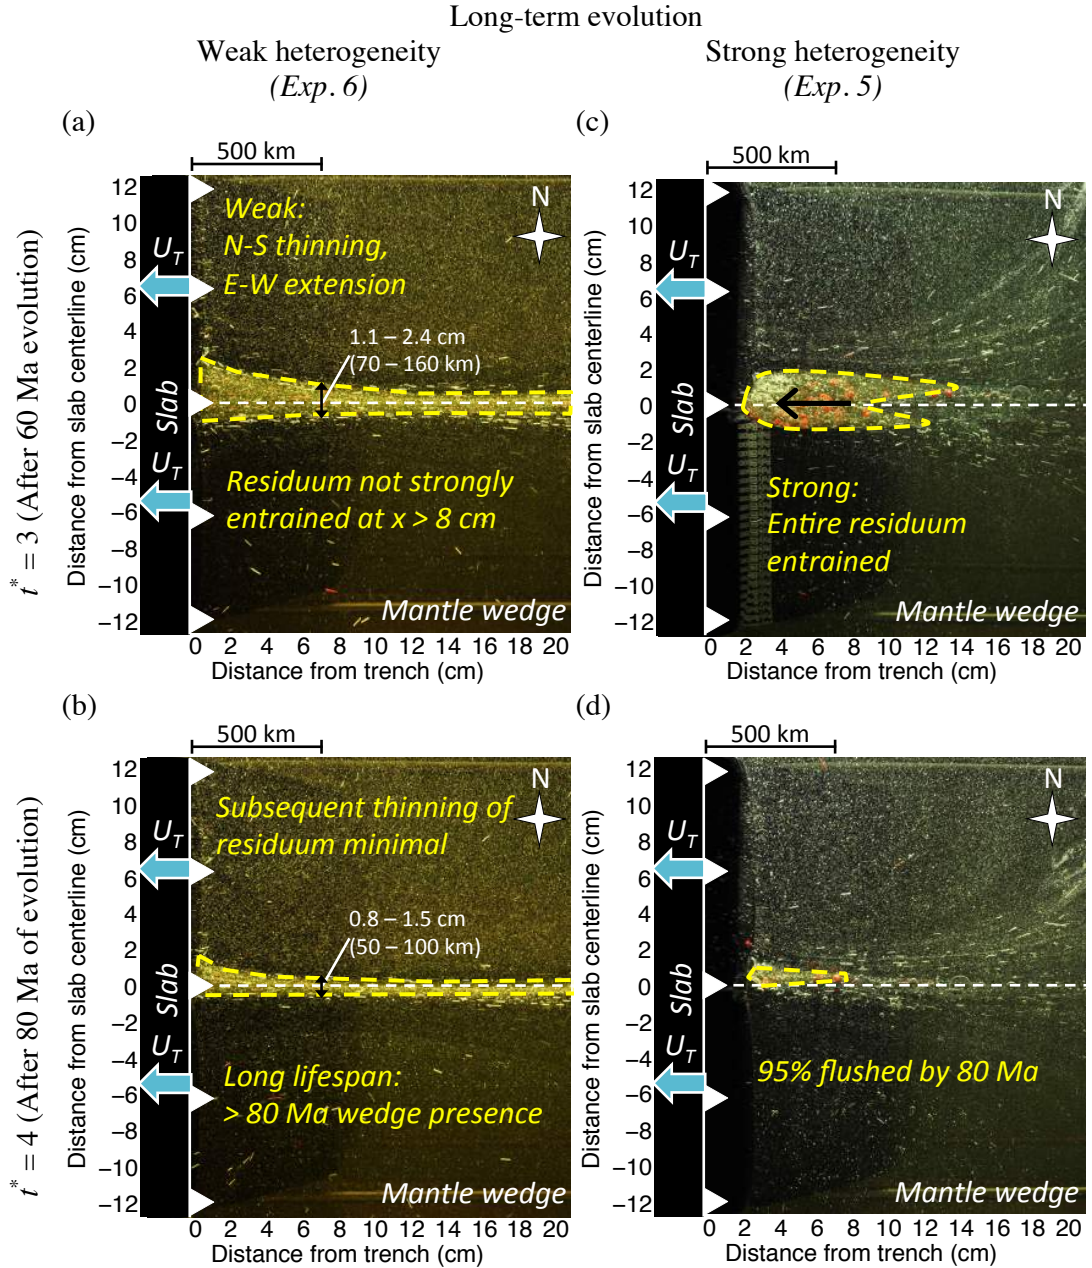 Long-term evolution
Weak heterogeneity
(Exp. 6)
Strong heterogeneity
(Exp. 5)
t* = 3 (After 60 Ma evolution)
(a)
500 km
Distance from slab centerline (cm)
12
10
8
6
4
2
0
−2
−4
−6
−8
−10
−12
U_T
Slab
U_T
Weak:
N-S thinning,
E-W extension
N
1.1 – 2.4 cm
(70 – 160 km)
Residuum not strongly
entrained at x > 8 cm
Mantle wedge
0 2 4 6 8 10 12 14 16 18 20
Distance from trench (cm)
(c)
500 km
Distance from slab centerline (cm)
12
10
8
6
4
2
0
−2
−4
−6
−8
−10
−12
U_T
Slab
U_T
N
Strong:
Entire residuum
entrained
Mantle wedge
0 2 4 6 8 10 12 14 16 18 20
Distance from trench (cm)
t* = 4 (After 80 Ma of evolution)
(b)
500 km
Distance from slab centerline (cm)
12
10
8
6
4
2
0
−2
−4
−6
−8
−10
−12
U_T
Slab
U_T
Subsequent thinning of
residuum minimal
N
0.8 – 1.5 cm
(50 – 100 km)
Long lifespan:
> 80 Ma wedge presence
Mantle wedge
0 2 4 6 8 10 12 14 16 18 20
Distance from trench (cm)
(d)
500 km
Distance from slab centerline (cm)
12
10
8
6
4
2
0
−2
−4
−6
−8
−10
−12
U_T
Slab
U_T
N
95% flushed by 80 Ma
Mantle wedge
0 2 4 6 8 10 12 14 16 18 20
Distance from trench (cm)